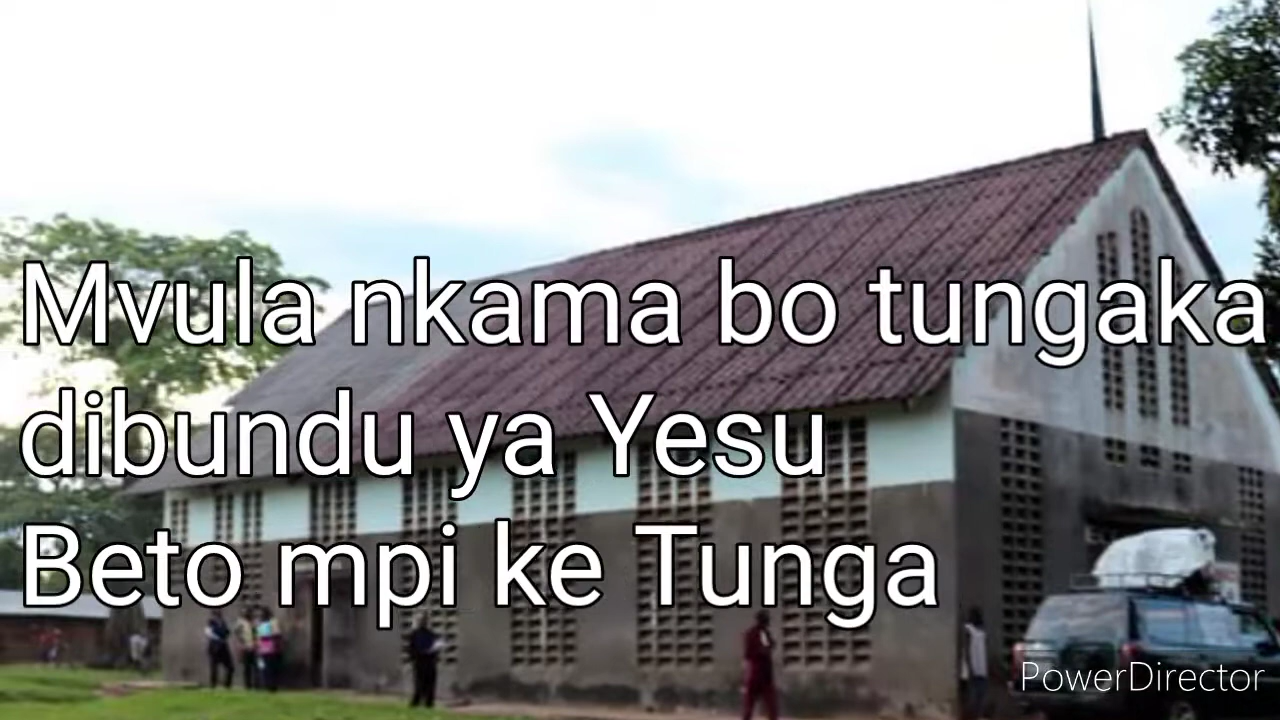 Mvula nkama bo tungaka
dibundu ya Yesu
Beto mpi ke Tunga
PowerDirector